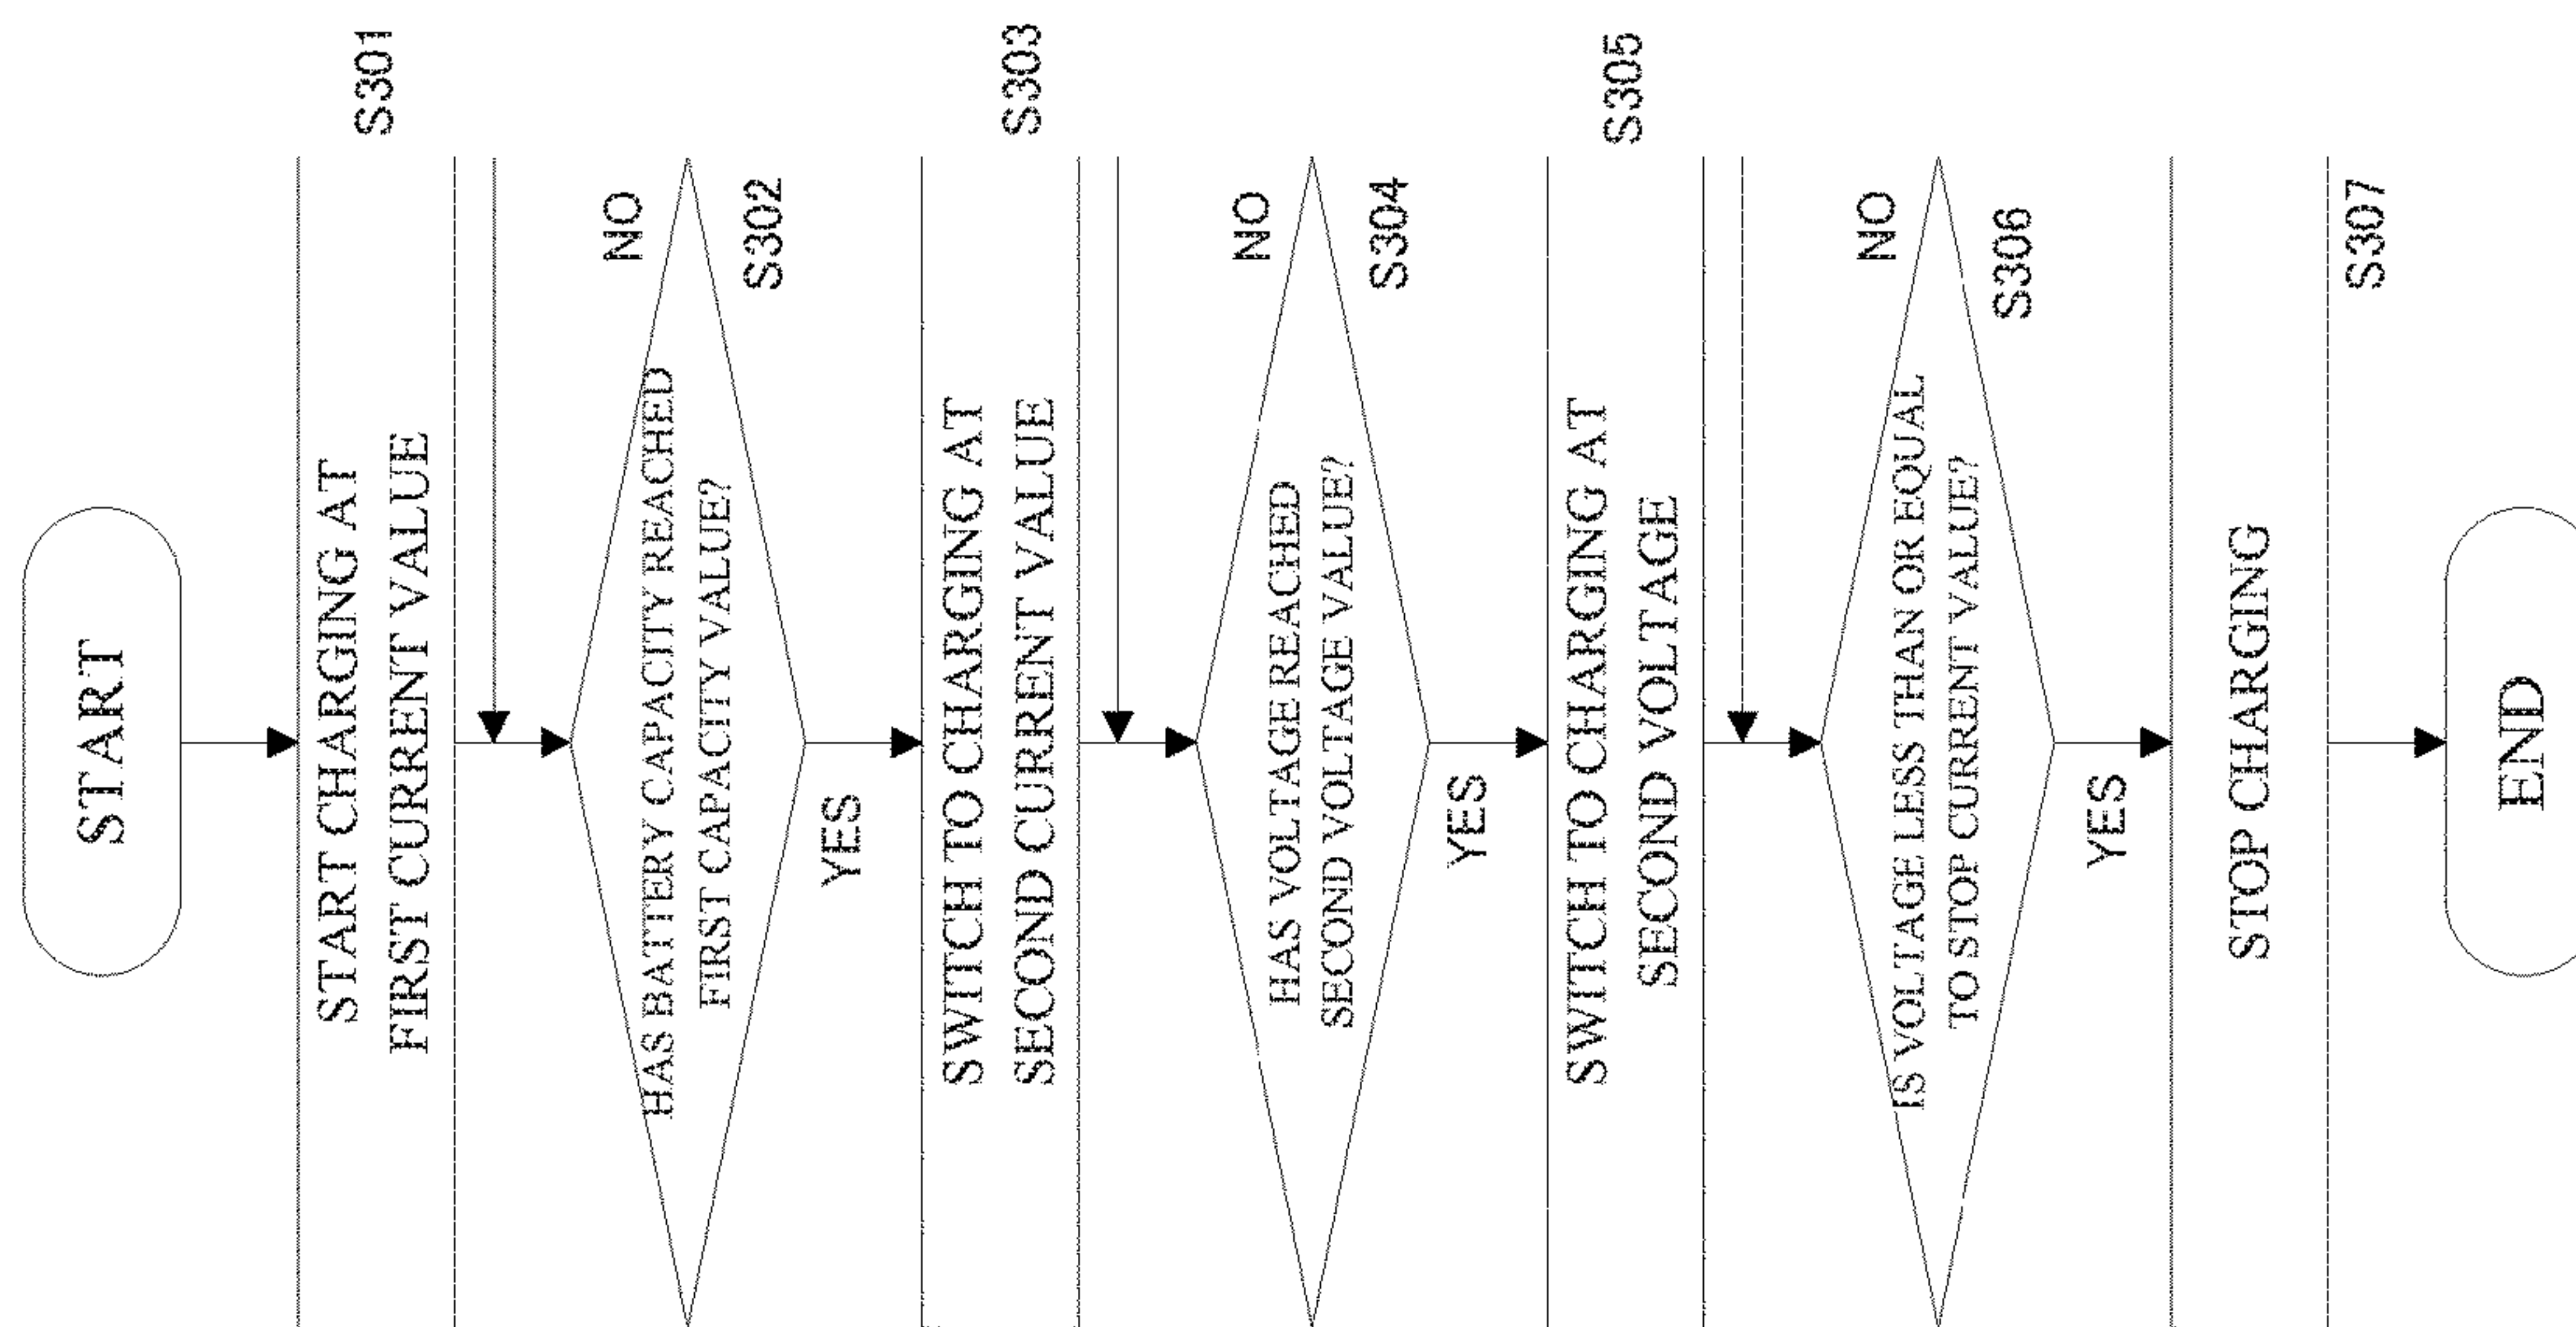 START
START CHARGING AT
FIRST CURRENT VALUE
S301
HAS BATTERY CAPACITY REACHED
FIRST CAPACITY VALUE?
NO
S302
YES
SWITCH TO CHARGING AT
SECOND CURRENT VALUE
S303
HAS VOLTAGE REACHED
SECOND VOLTAGE VALUE?
NO
S304
YES
SWITCH TO CHARGING AT
SECOND VOLTAGE
S305
IS VOLTAGE LESS THAN OR EQUAL
TO STOP CURRENT VALUE?
NO
S306
YES
STOP CHARGING
S307
END